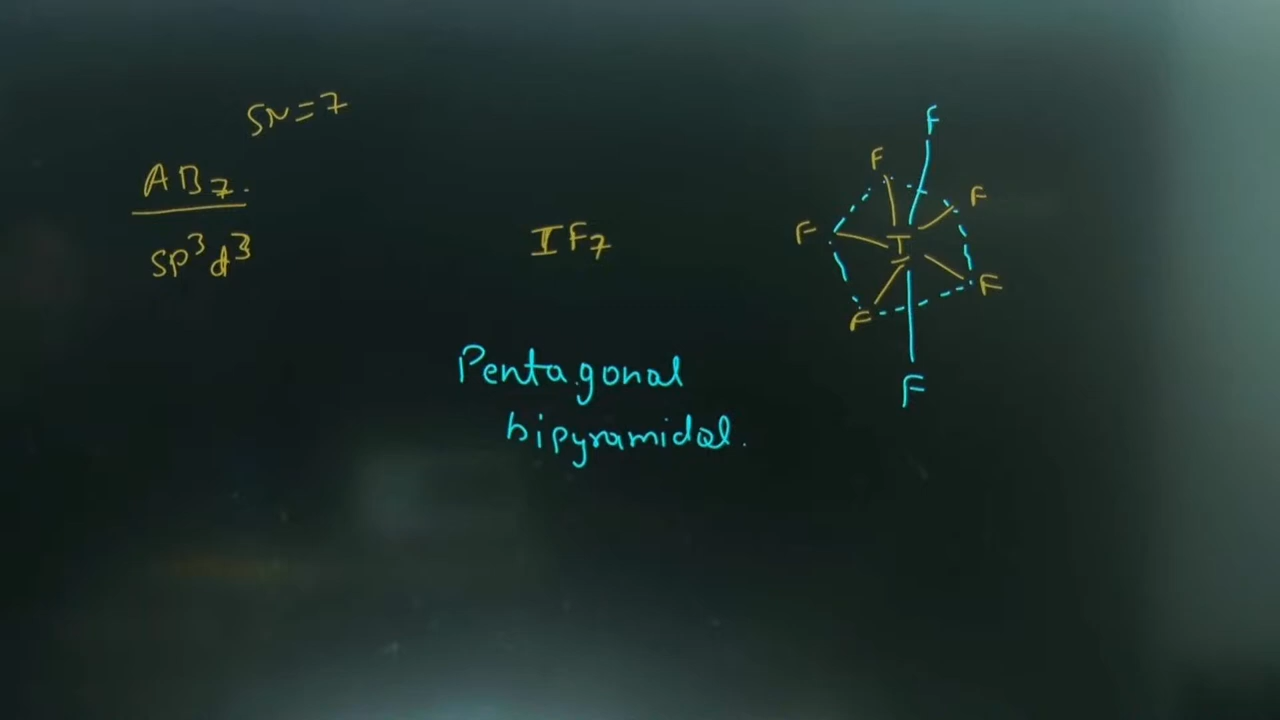 SN=7
AB7.
sp³d³
IF7
Pentagonal
bipyramidal.
F
F
F
F
I
F
F
F